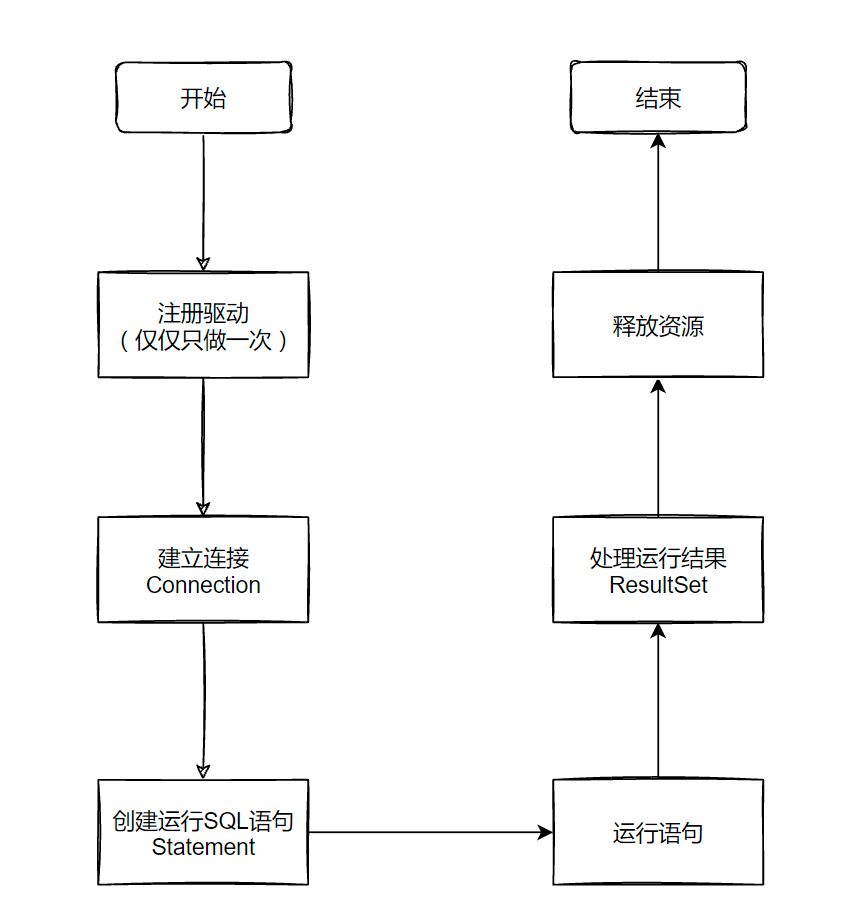 开始
注册驱动
（仅仅只做一次）
建立连接
Connection
创建运行SQL语句
Statement
运行语句
处理运行结果
ResultSet
释放资源
结束